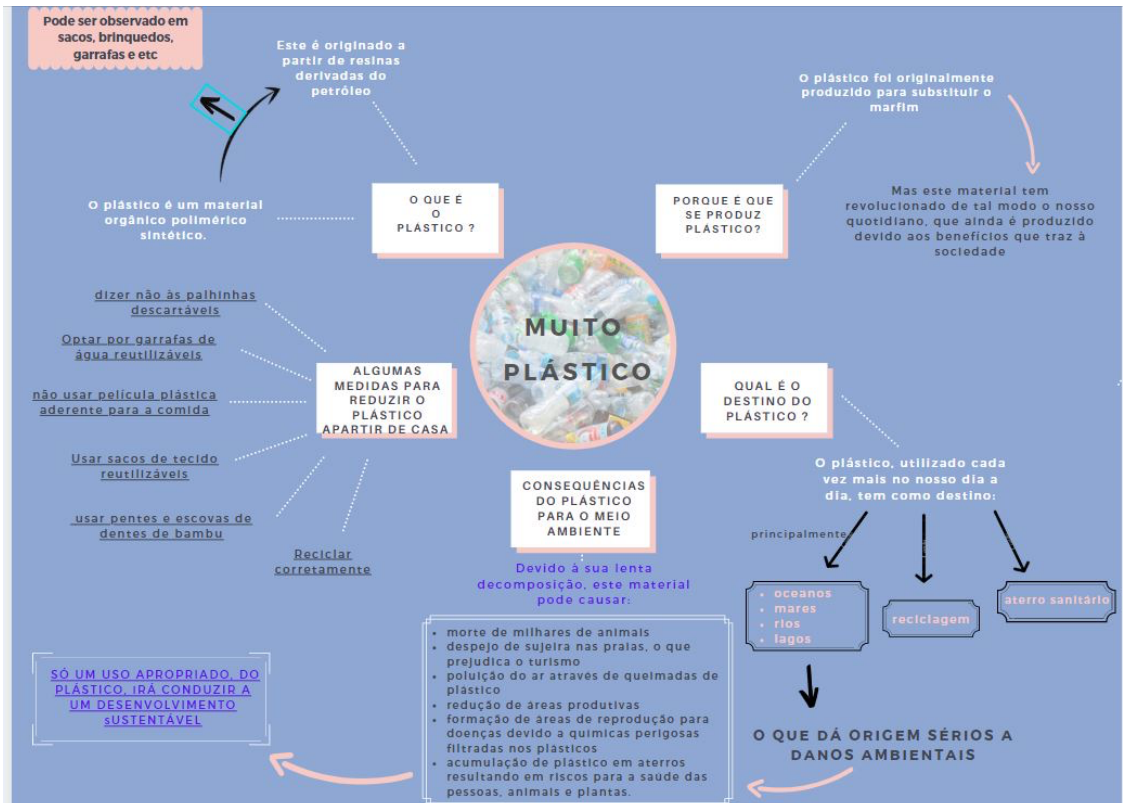 Pode ser observado em
sacos, brinquedos,
garrafas e etc
Este é originado a
partir de resinas
derivadas do
petróleo
O plástico é um material
orgânico polimérico
sintético.
O QUE É
O
PLÁSTICO ?
PORQUE É QUE
SE PRODUZ
PLÁSTICO?
O plástico foi originalmente
produzido para substituir o
marfim
Mas este material tem
revolucionado de tal modo o nosso
quotidiano, que ainda é produzido
devido aos benefícios que traz à
sociedade
MUITO
PLÁSTICO
dizer não às palhinhas
descartáveis
Optar por garrafas de
água reutilizáveis
não usar película plástica
aderente para a comida
Usar sacos de tecido
reutilizáveis
usar pentes e escovas de
dentes de bambu
Reciclar
corretamente
ALGUMAS
MEDIDAS PARA
REDUZIR O
PLÁSTICO
APARTIR DE CASA
QUAL É O
DESTINO DO
PLÁSTICO ?
O plástico, utilizado cada
vez mais no nosso dia a
dia, tem como destino:
principalmente
• oceanos
• mares
• rios
• lagos
reciclagem
aterro sanitário
O QUE DÁ ORIGEM SÉRIOS A
DANOS AMBIENTAIS
CONSEQUÊNCIAS
DO PLÁSTICO
PARA O MEIO
AMBIENTE
Devido á sua lenta
decomposição, este material
pode causar:
• morte de milhares de animais
• despejo de sujeira nas praias, o que
prejudica o turismo
• poluição do ar através de queimadas de
plástico
• redução de áreas produtivas
• formação de áreas de reprodução para
doenças devido a químicas perigosas
filtradas nos plásticos
• acumulação de plástico em aterros
resultando em riscos para a saúde das
pessoas, animais e plantas.
SÓ UM USO APROPRIADO, DO
PLÁSTICO, IRÁ CONDUZIR A
UM DESENVOLVIMENTO
sUSTENTÁVEL